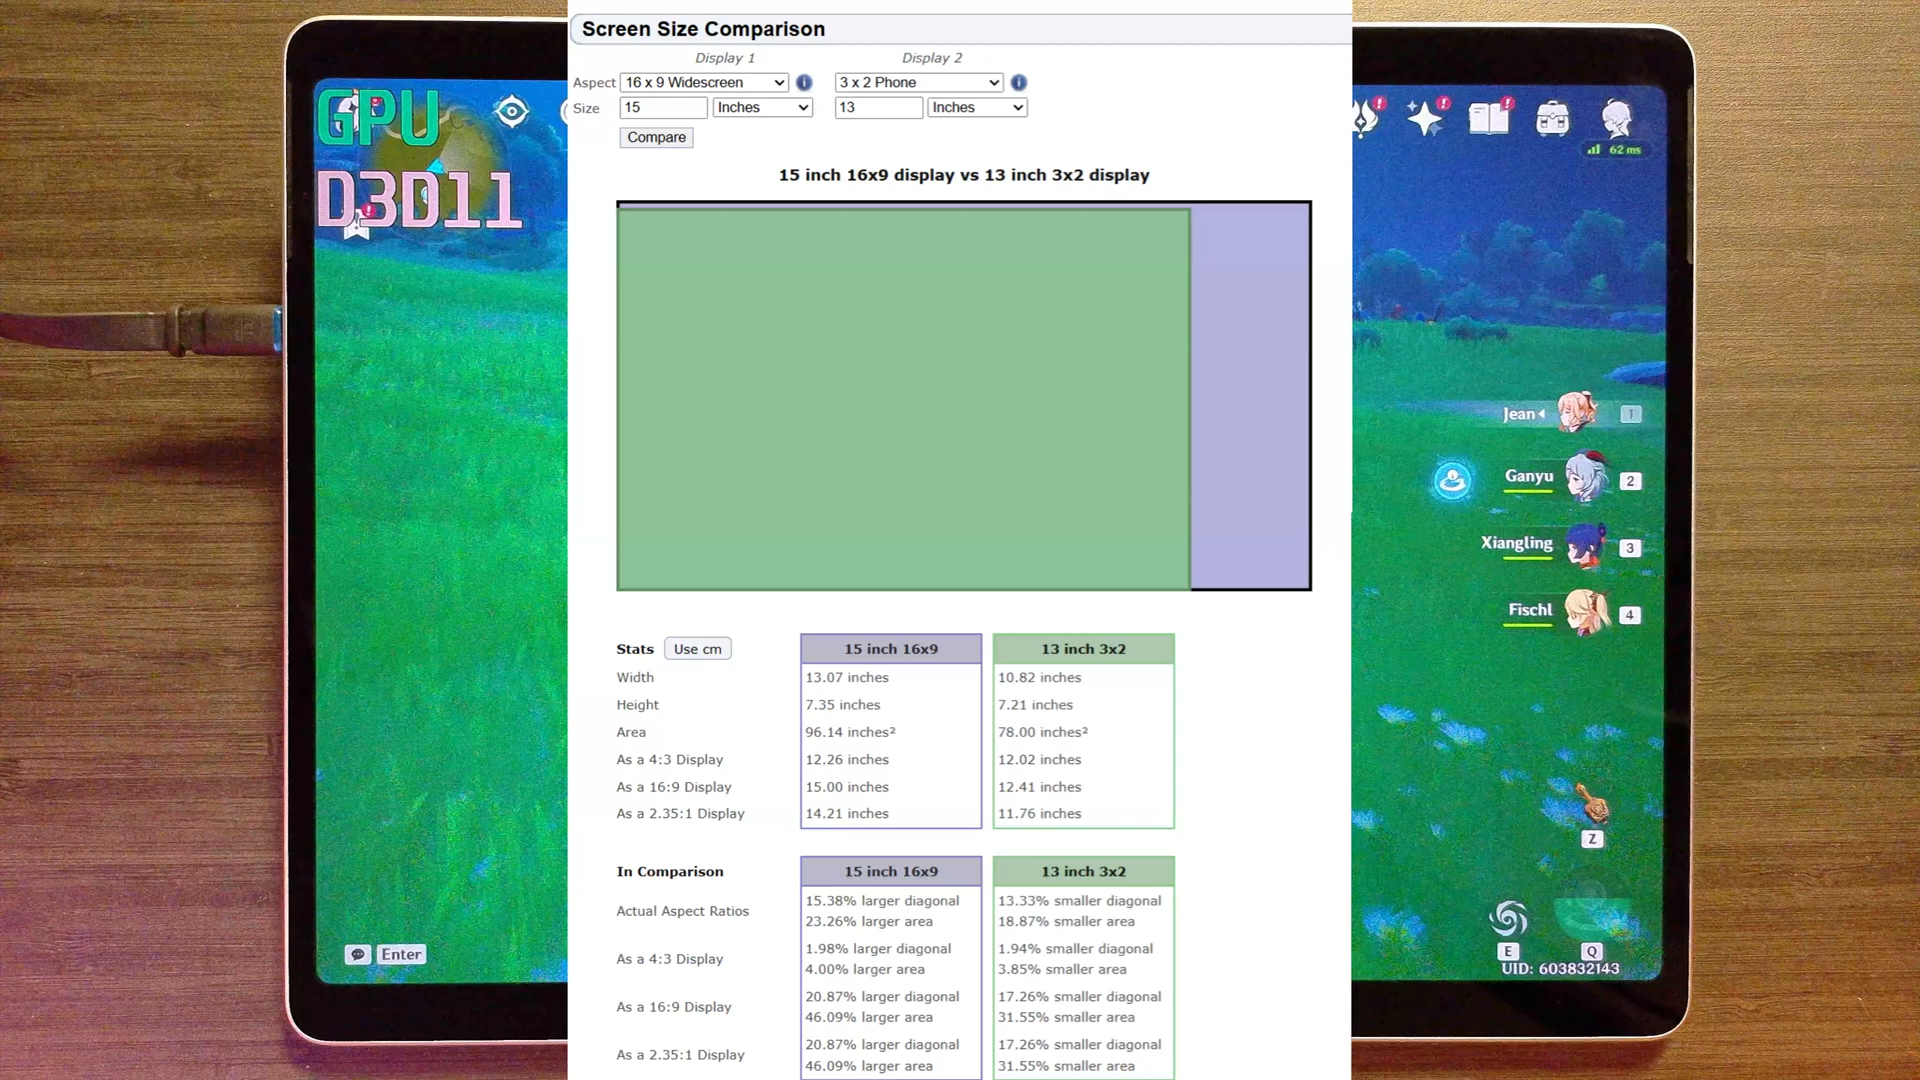 Screen Size Comparison
Display 1 Display 2
Aspect 16 x 9 Widescreen 3 x 2 Phone
Size 15 Inches 13 Inches
Compare
15 inch 16x9 display vs 13 inch 3x2 display
Stats Use cm 15 inch 16x9 13 inch 3x2
Width 13.07 inches 10.82 inches
Height 7.35 inches 7.21 inches
Area 96.14 inches² 78.00 inches²
As a 4:3 Display 12.26 inches 12.02 inches
As a 16:9 Display 15.00 inches 12.41 inches
As a 2.35:1 Display 14.21 inches 11.76 inches
In Comparison 15 inch 16x9 13 inch 3x2
Actual Aspect Ratios 15.38% larger diagonal 13.33% smaller diagonal
23.26% larger area 18.87% smaller area
As a 4:3 Display 1.98% larger diagonal 1.94% smaller diagonal
4.00% larger area 3.85% smaller area
As a 16:9 Display 20.87% larger diagonal 17.26% smaller diagonal
46.09% larger area 31.55% smaller area
As a 2.35:1 Display 20.87% larger diagonal 17.26% smaller diagonal
46.09% larger area 31.55% smaller area
GPU
D3D11
Enter
62 ms
Jean 1
Ganyu 2
Xiangling 3
Fischl 4
Z
E Q
UID: 603832143